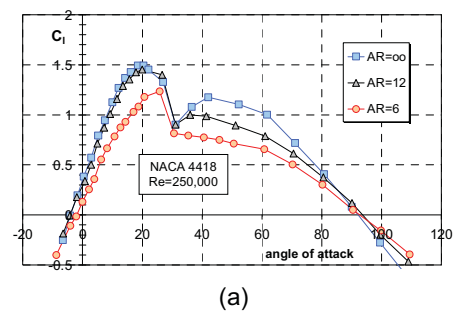 2
C_l
1.5
1
0.5
0
-0.5
-20 0 20 40 60 80 100 120
angle of attack
AR=oo
AR=12
AR=6
NACA 4418
Re=250,000
(a)